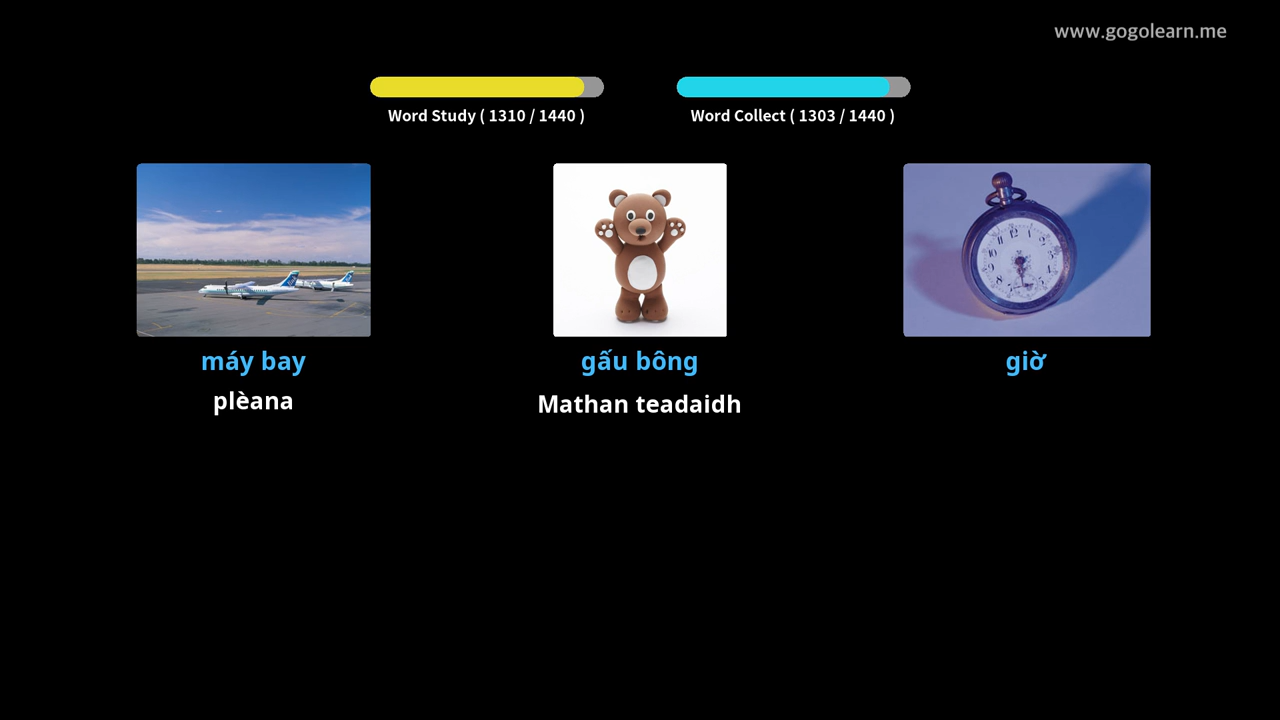 www.gogolearn.me
Word Study ( 1310 / 1440 )
Word Collect ( 1303 / 1440 )
máy bay
gấu bông
giờ
plèana
Mathan teadaidh